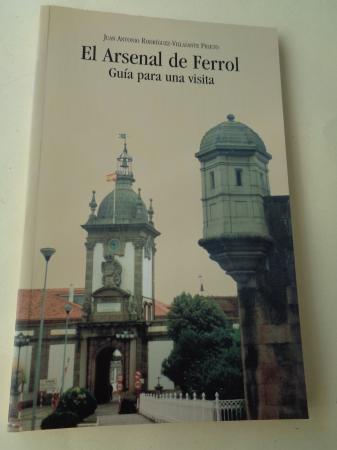 Juan Antonio Rodríguez-Villasante Prieto
El Arsenal de Ferrol
Guía para una visita